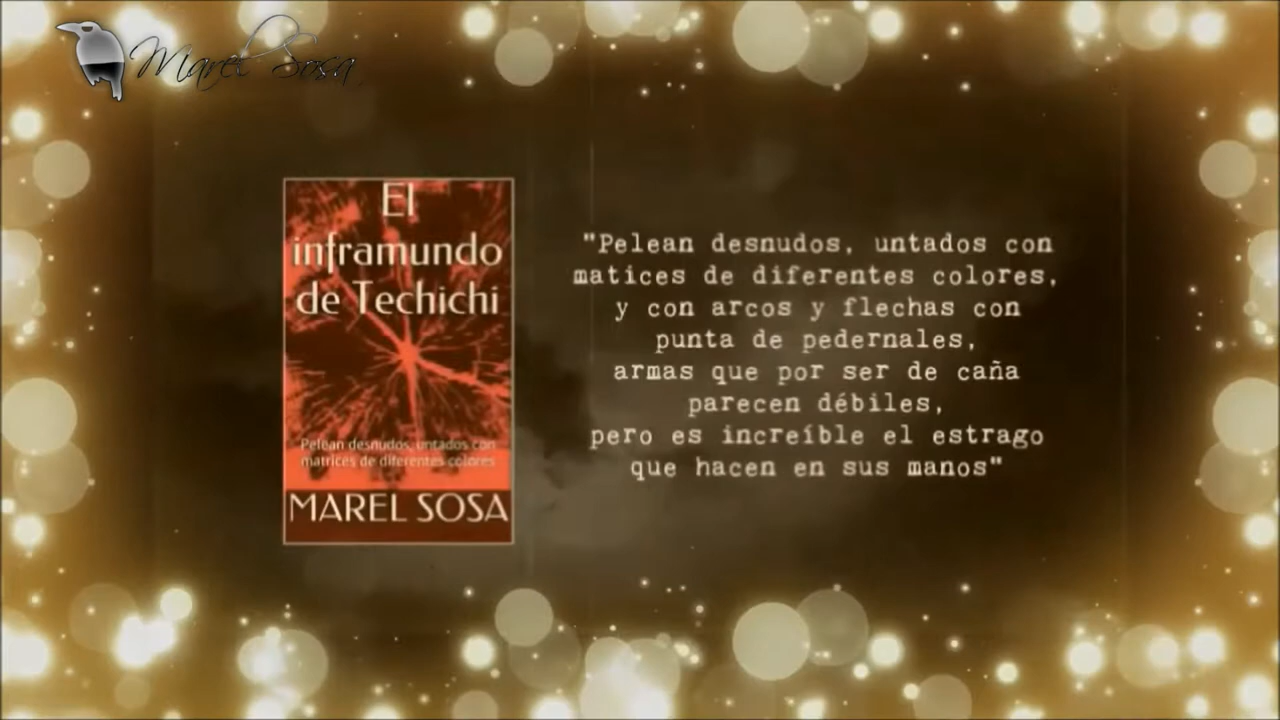 Marel Sosa
El
inframundo
de Techichi
Pelean desnudos, untados con
matrices de diferentes colores
MAREL SOSA
"Pelean desnudos, untados con
matices de diferentes colores,
y con arcos y flechas con
punta de pedernales,
armas que por ser de caña
parecen débiles,
pero es increíble el estrago
que hacen en sus manos"